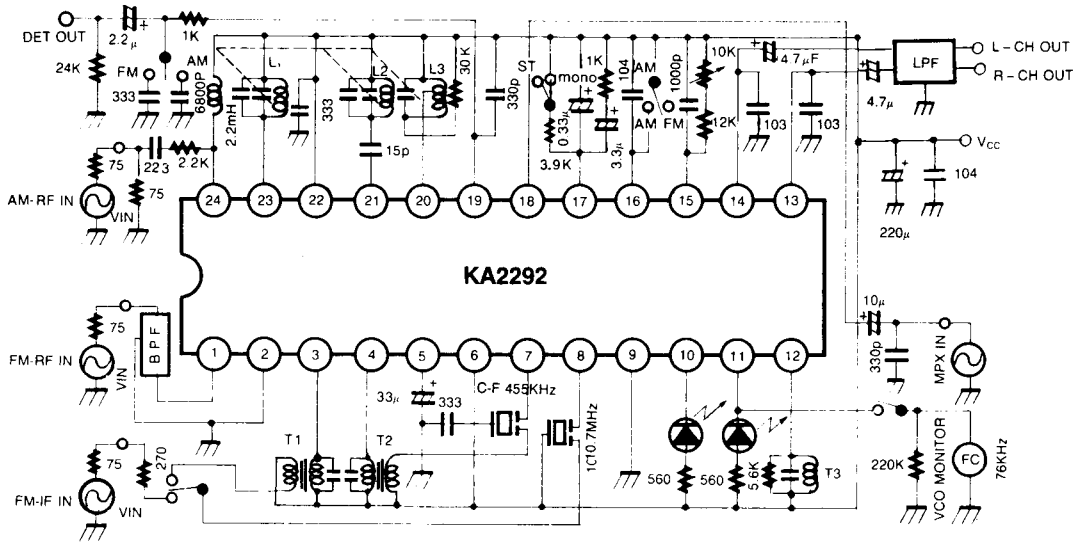 DET OUT
2.2μ
+
1K
24K
FM
333
AM
6800P
2.2mH
L1
333
L2
L3
30K
330p
ST
mono
0.33μ
3.9K
+
1K
3.3μ
104
AM
AM FM
1000p
10K
12K
+
4.7μF
103
103
+
4.7μ
LPF
L-CH OUT
R-CH OUT
VCC
+
220μ
104
AM-RF IN
75
VIN
75
223
2.2K
15p
24
23
22
21
20
19
18
17
16
15
14
13
KA2292
1
2
3
4
5
6
7
8
9
10
11
12
FM-RF IN
75
VIN
BPF
FM-IF IN
75
VIN
270
T1
T2
33μ
+
333
C-F 455KHz
10.7MHz
560
560
5.6K
T3
10μ
+
330p
MPX IN
220K
VCO MONITOR
FC
76KHz